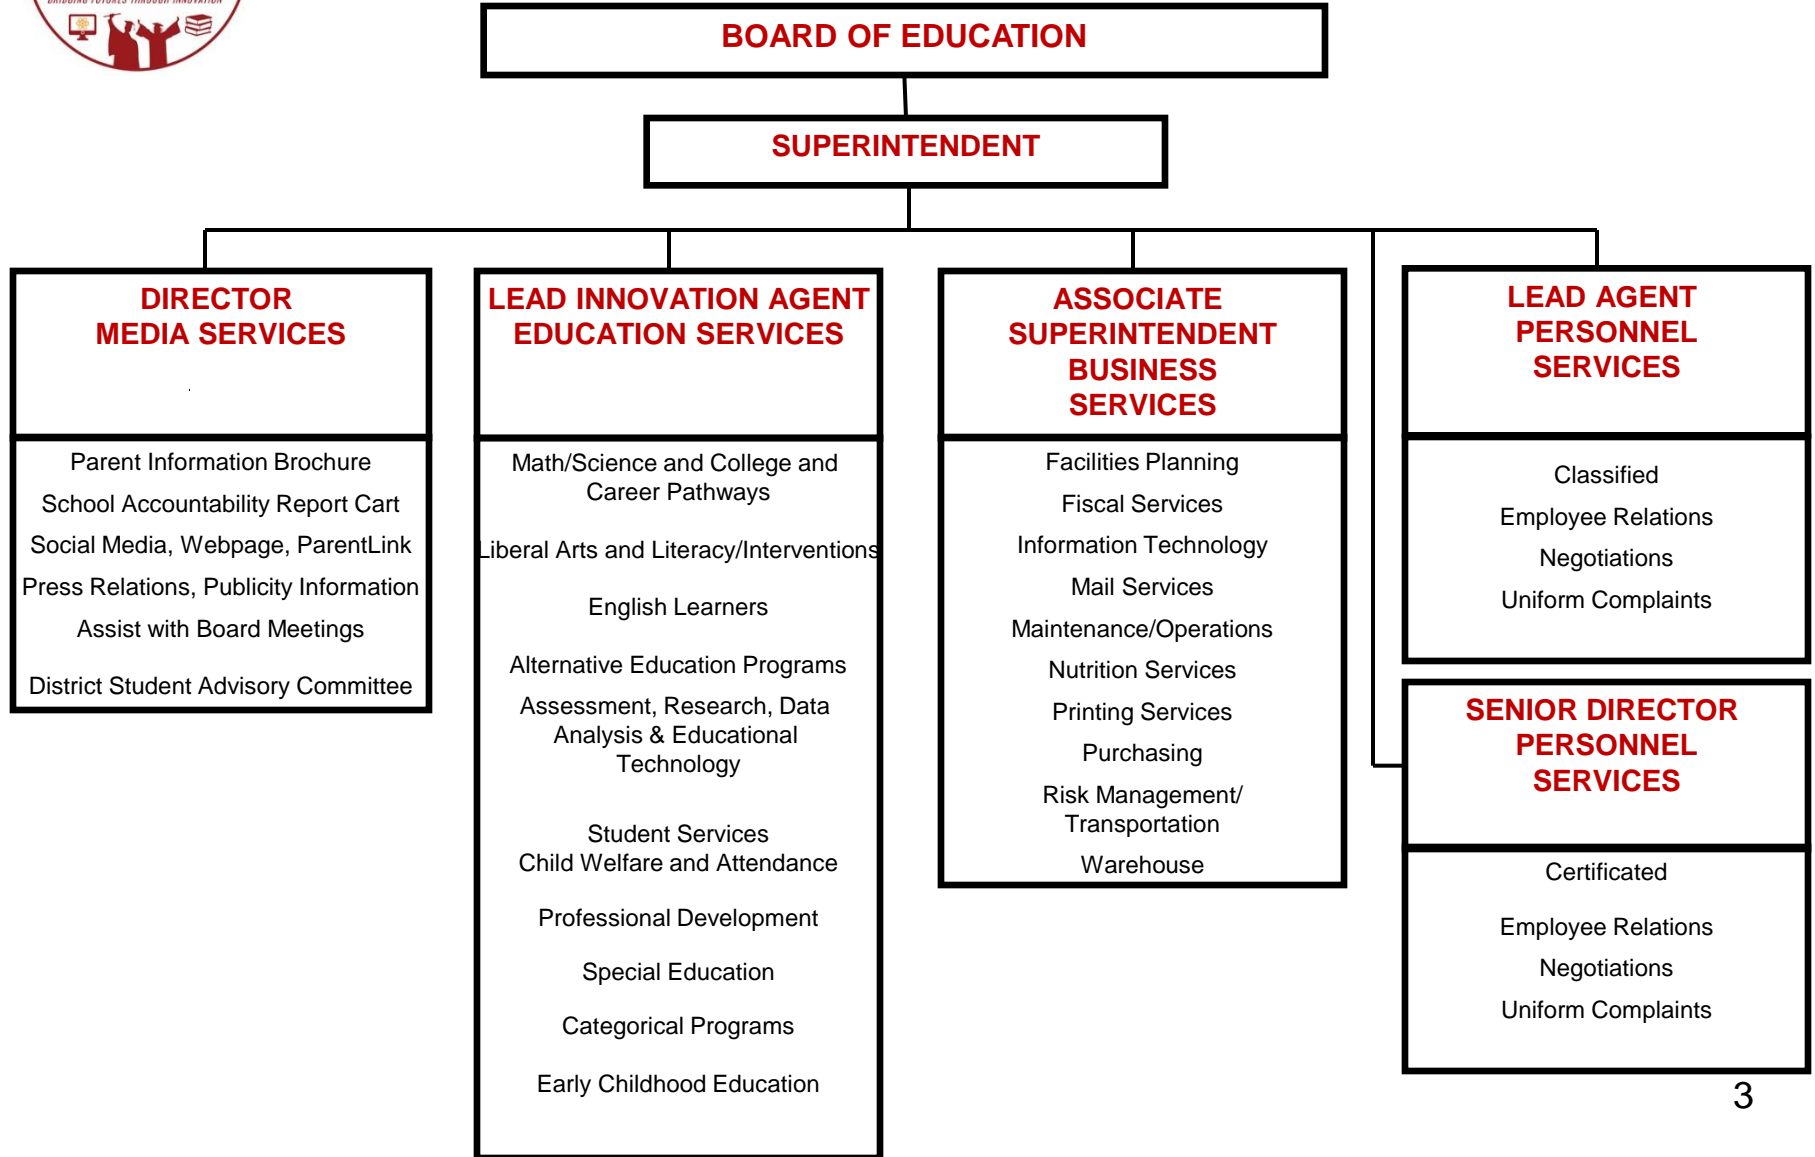 BRIDGING FUTURES THROUGH INNOVATION
BOARD OF EDUCATION
SUPERINTENDENT
DIRECTOR
MEDIA SERVICES
.
Parent Information Brochure
School Accountability Report Cart
Social Media, Webpage, ParentLink
Press Relations, Publicity Information
Assist with Board Meetings
District Student Advisory Committee
LEAD INNOVATION AGENT
EDUCATION SERVICES
Math/Science and College and
Career Pathways
Liberal Arts and Literacy/Interventions
English Learners
Alternative Education Programs
Assessment, Research, Data
Analysis & Educational
Technology
Student Services
Child Welfare and Attendance
Professional Development
Special Education
Categorical Programs
Early Childhood Education
ASSOCIATE
SUPERINTENDENT
BUSINESS
SERVICES
Facilities Planning
Fiscal Services
Information Technology
Mail Services
Maintenance/Operations
Nutrition Services
Printing Services
Purchasing
Risk Management/
Transportation
Warehouse
LEAD AGENT
PERSONNEL
SERVICES
Classified
Employee Relations
Negotiations
Uniform Complaints
SENIOR DIRECTOR
PERSONNEL
SERVICES
Certificated
Employee Relations
Negotiations
Uniform Complaints
3